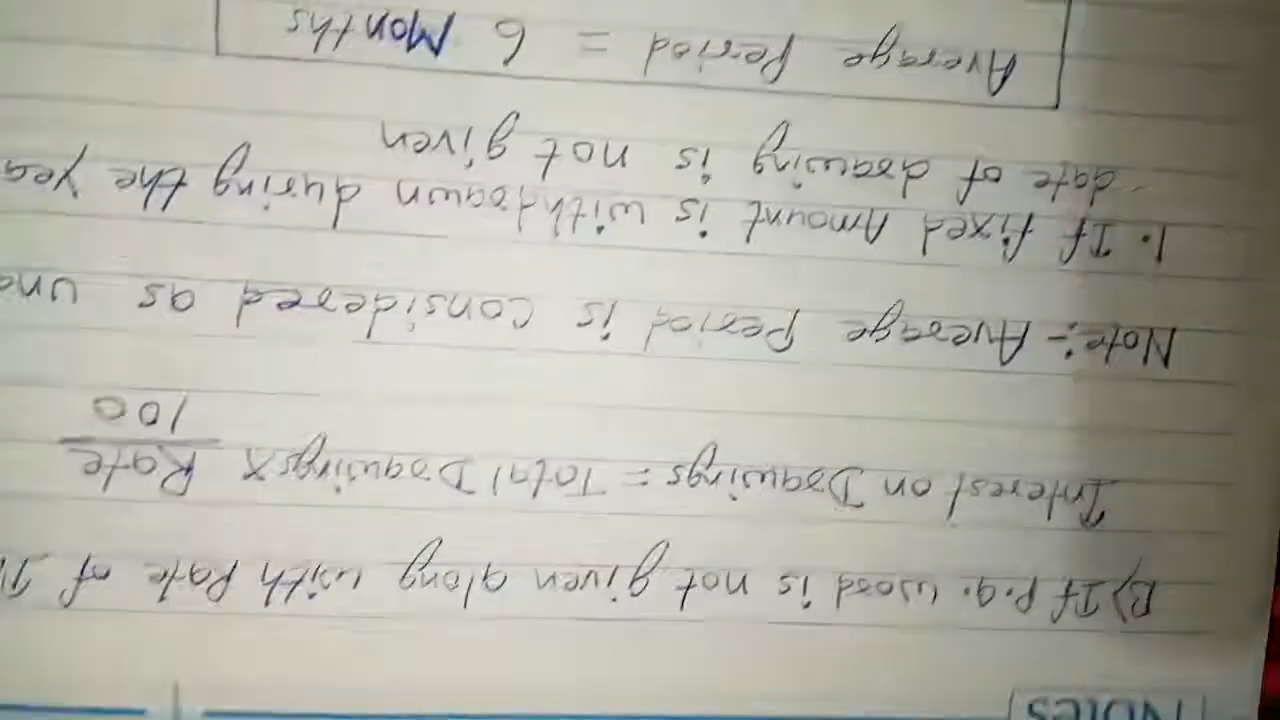 Notes
B) If P.a. word is not given along with Rate of
Interest on Drawings = Total Drawings x Rate
100
Note:- Average Period is considered as
1. If fixed Amount is withdrawn during the
date of drawing is not given
Average Period = 6 Months